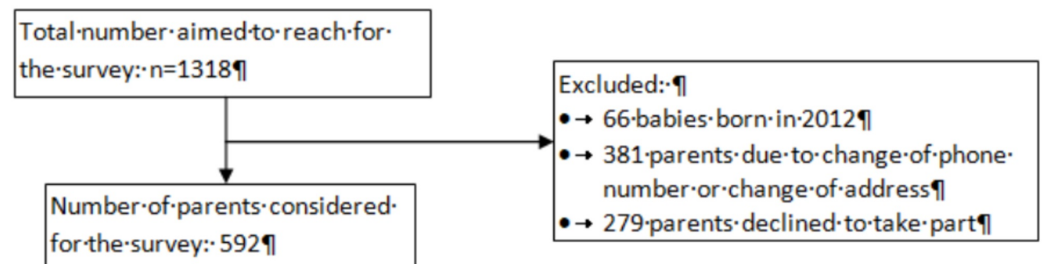 Total·number·aimed·to·reach·for·
the·survey:·n=1318¶
Excluded:·¶
●→ 66·babies·born·in·2012¶
●→ 381·parents·due·to·change·of·phone·
number·or·change·of·address¶
●→ 279·parents·declined·to·take·part¶
Number·of·parents·considered·
for·the·survey:·592¶